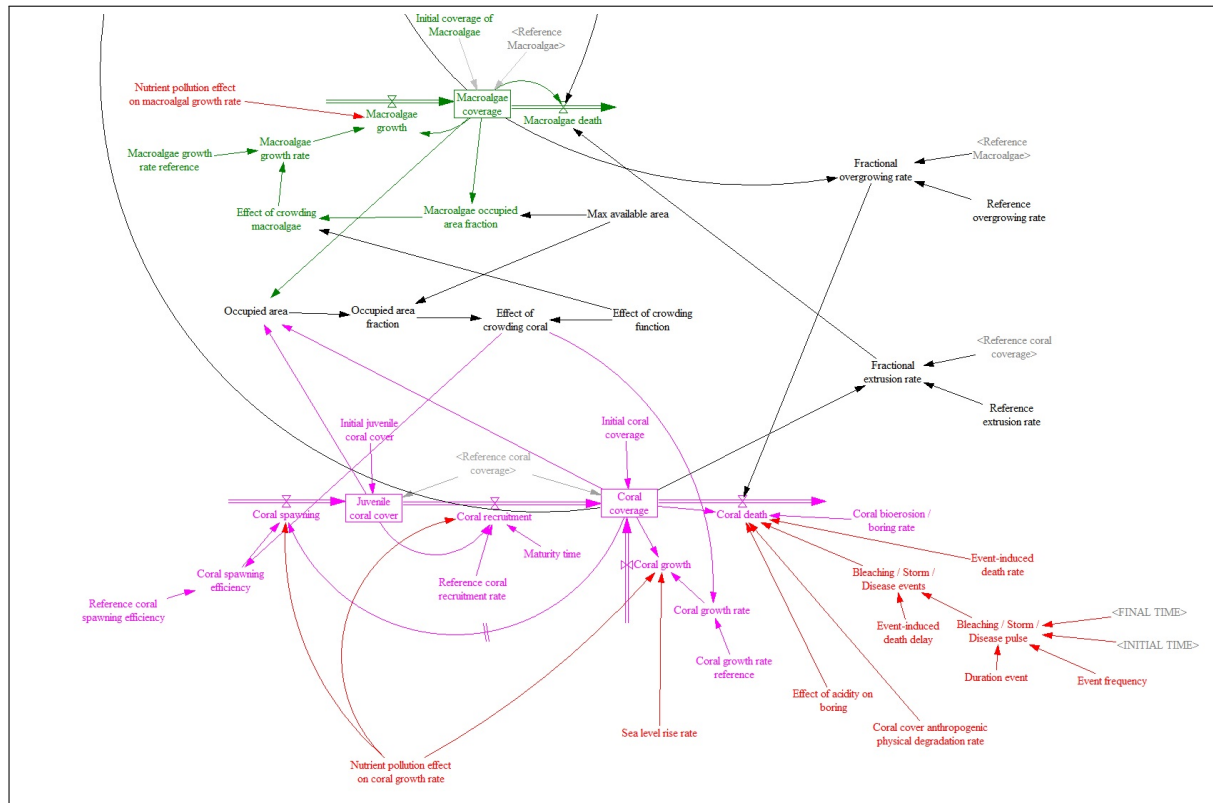 Initial coverage of
Macroalgae
<Reference
Macroalgae>
Nutrient pollution effect
on macroalgal growth rate
Macroalgae
coverage
Macroalgae
growth
Macroalgae death
Macroalgae
growth rate
Macroalgae growth
rate reference
<Reference
Macroalgae>
Fractional
overgrowing rate
Reference
overgrowing rate
Effect of crowding
macroalgae
Macroalgae occupied
area fraction
Max available area
Occupied area
Occupied area
fraction
Effect of
crowding coral
Effect of crowding
function
<Reference coral
coverage>
Fractional
extrusion rate
Reference
extrusion rate
Initial juvenile
coral cover
Initial coral
coverage
<Reference coral
coverage>
Juvenile
coral cover
Coral
coverage
Coral spawning
Coral recruitment
Coral death
Coral bioerosion /
boring rate
Maturity time
Coral growth
Event-induced
death rate
Coral spawning
efficiency
Reference coral
recruitment rate
Bleaching / Storm /
Disease events
Reference coral
spawning efficiency
Coral growth rate
Event-induced
death delay
Bleaching / Storm /
Disease pulse
<FINAL TIME>
<INITIAL TIME>
Coral growth rate
reference
Duration event
Event frequency
Effect of acidity on
boring
Sea level rise rate
Coral cover anthropogenic
physical degradation rate
Nutrient pollution effect
on coral growth rate